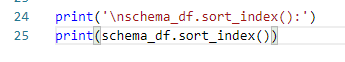 24 print('\nschema_df.sort_index():')
25 print(schema_df.sort_index())